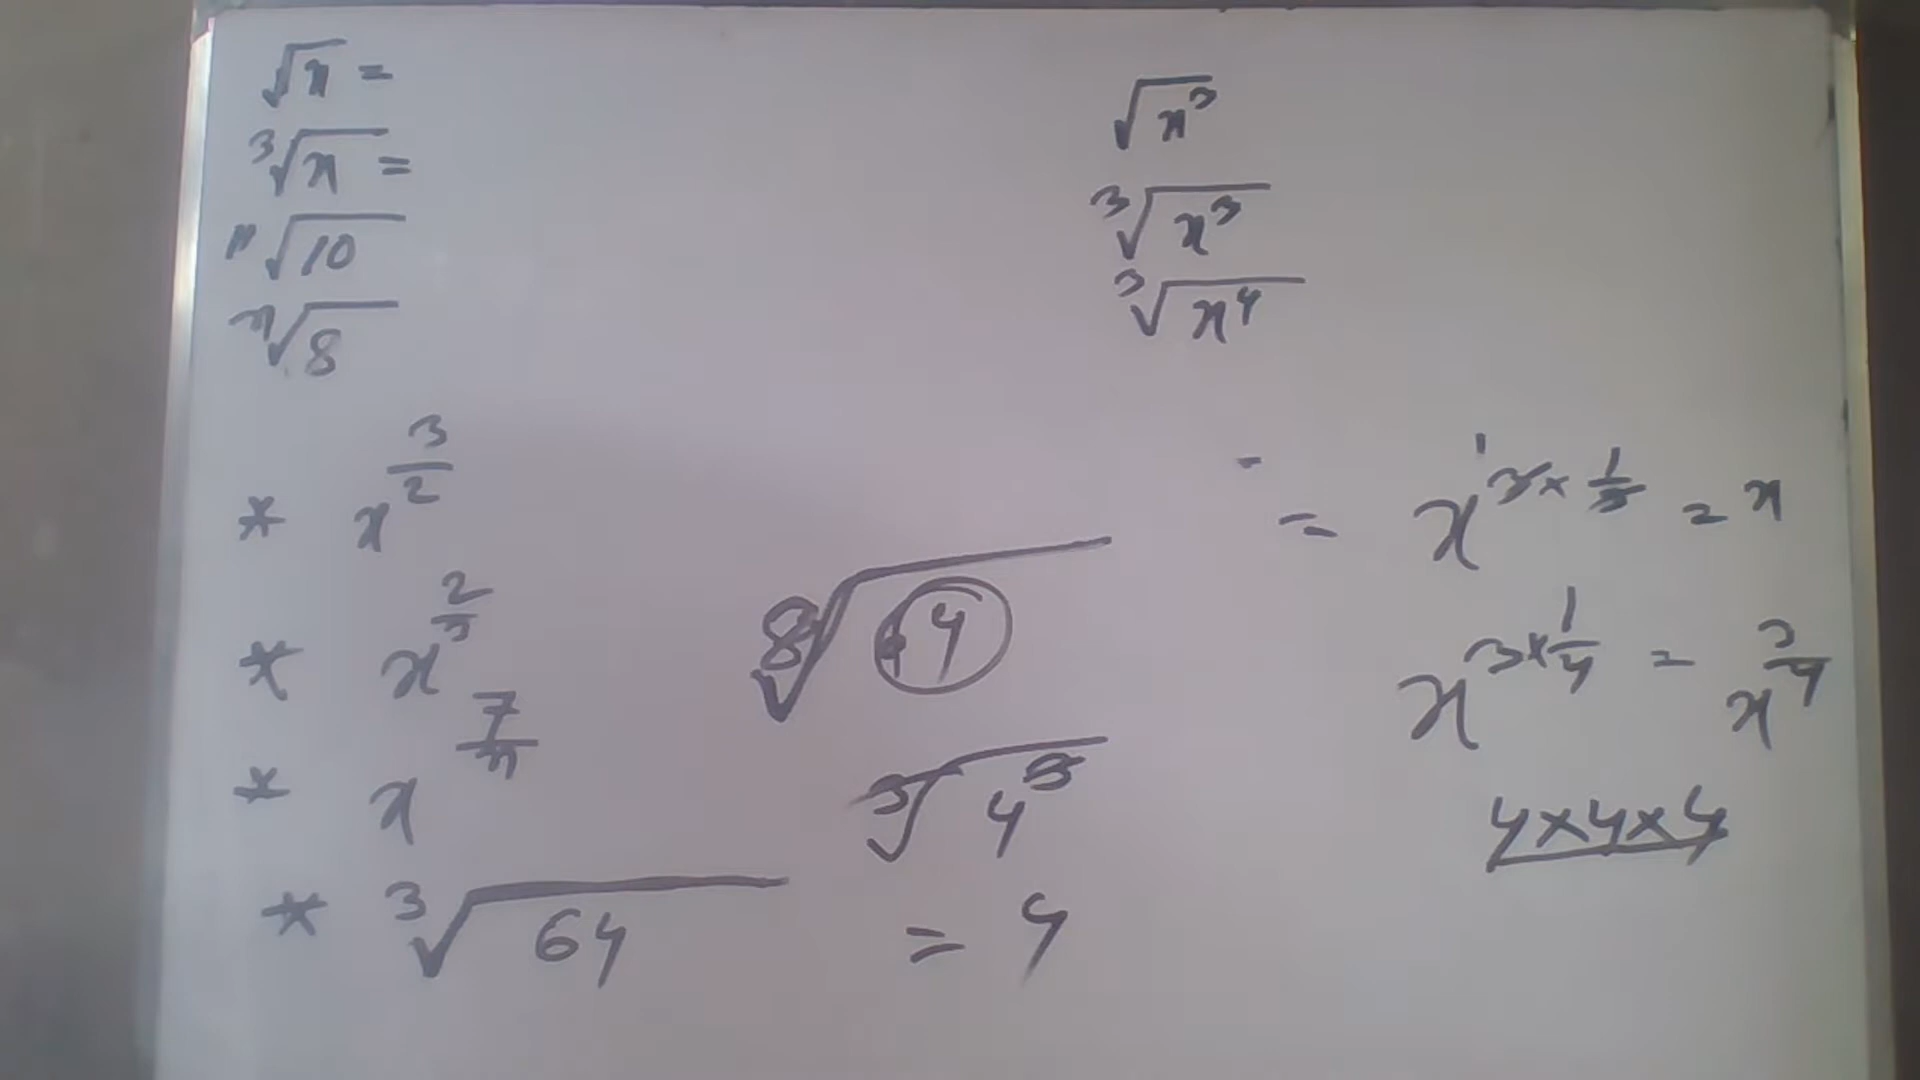 √x =
³√x =
ⁿ√10
ⁿ√8
√x³
³√x³
³√x⁴
* x^(3/2)
= x^(3×1/3) = x
* x^(2/3)
8√4
x^(3×1/4) = x^(3/4)
* x^(7/n)
³√4³
4×4×4
* ³√64 = 4